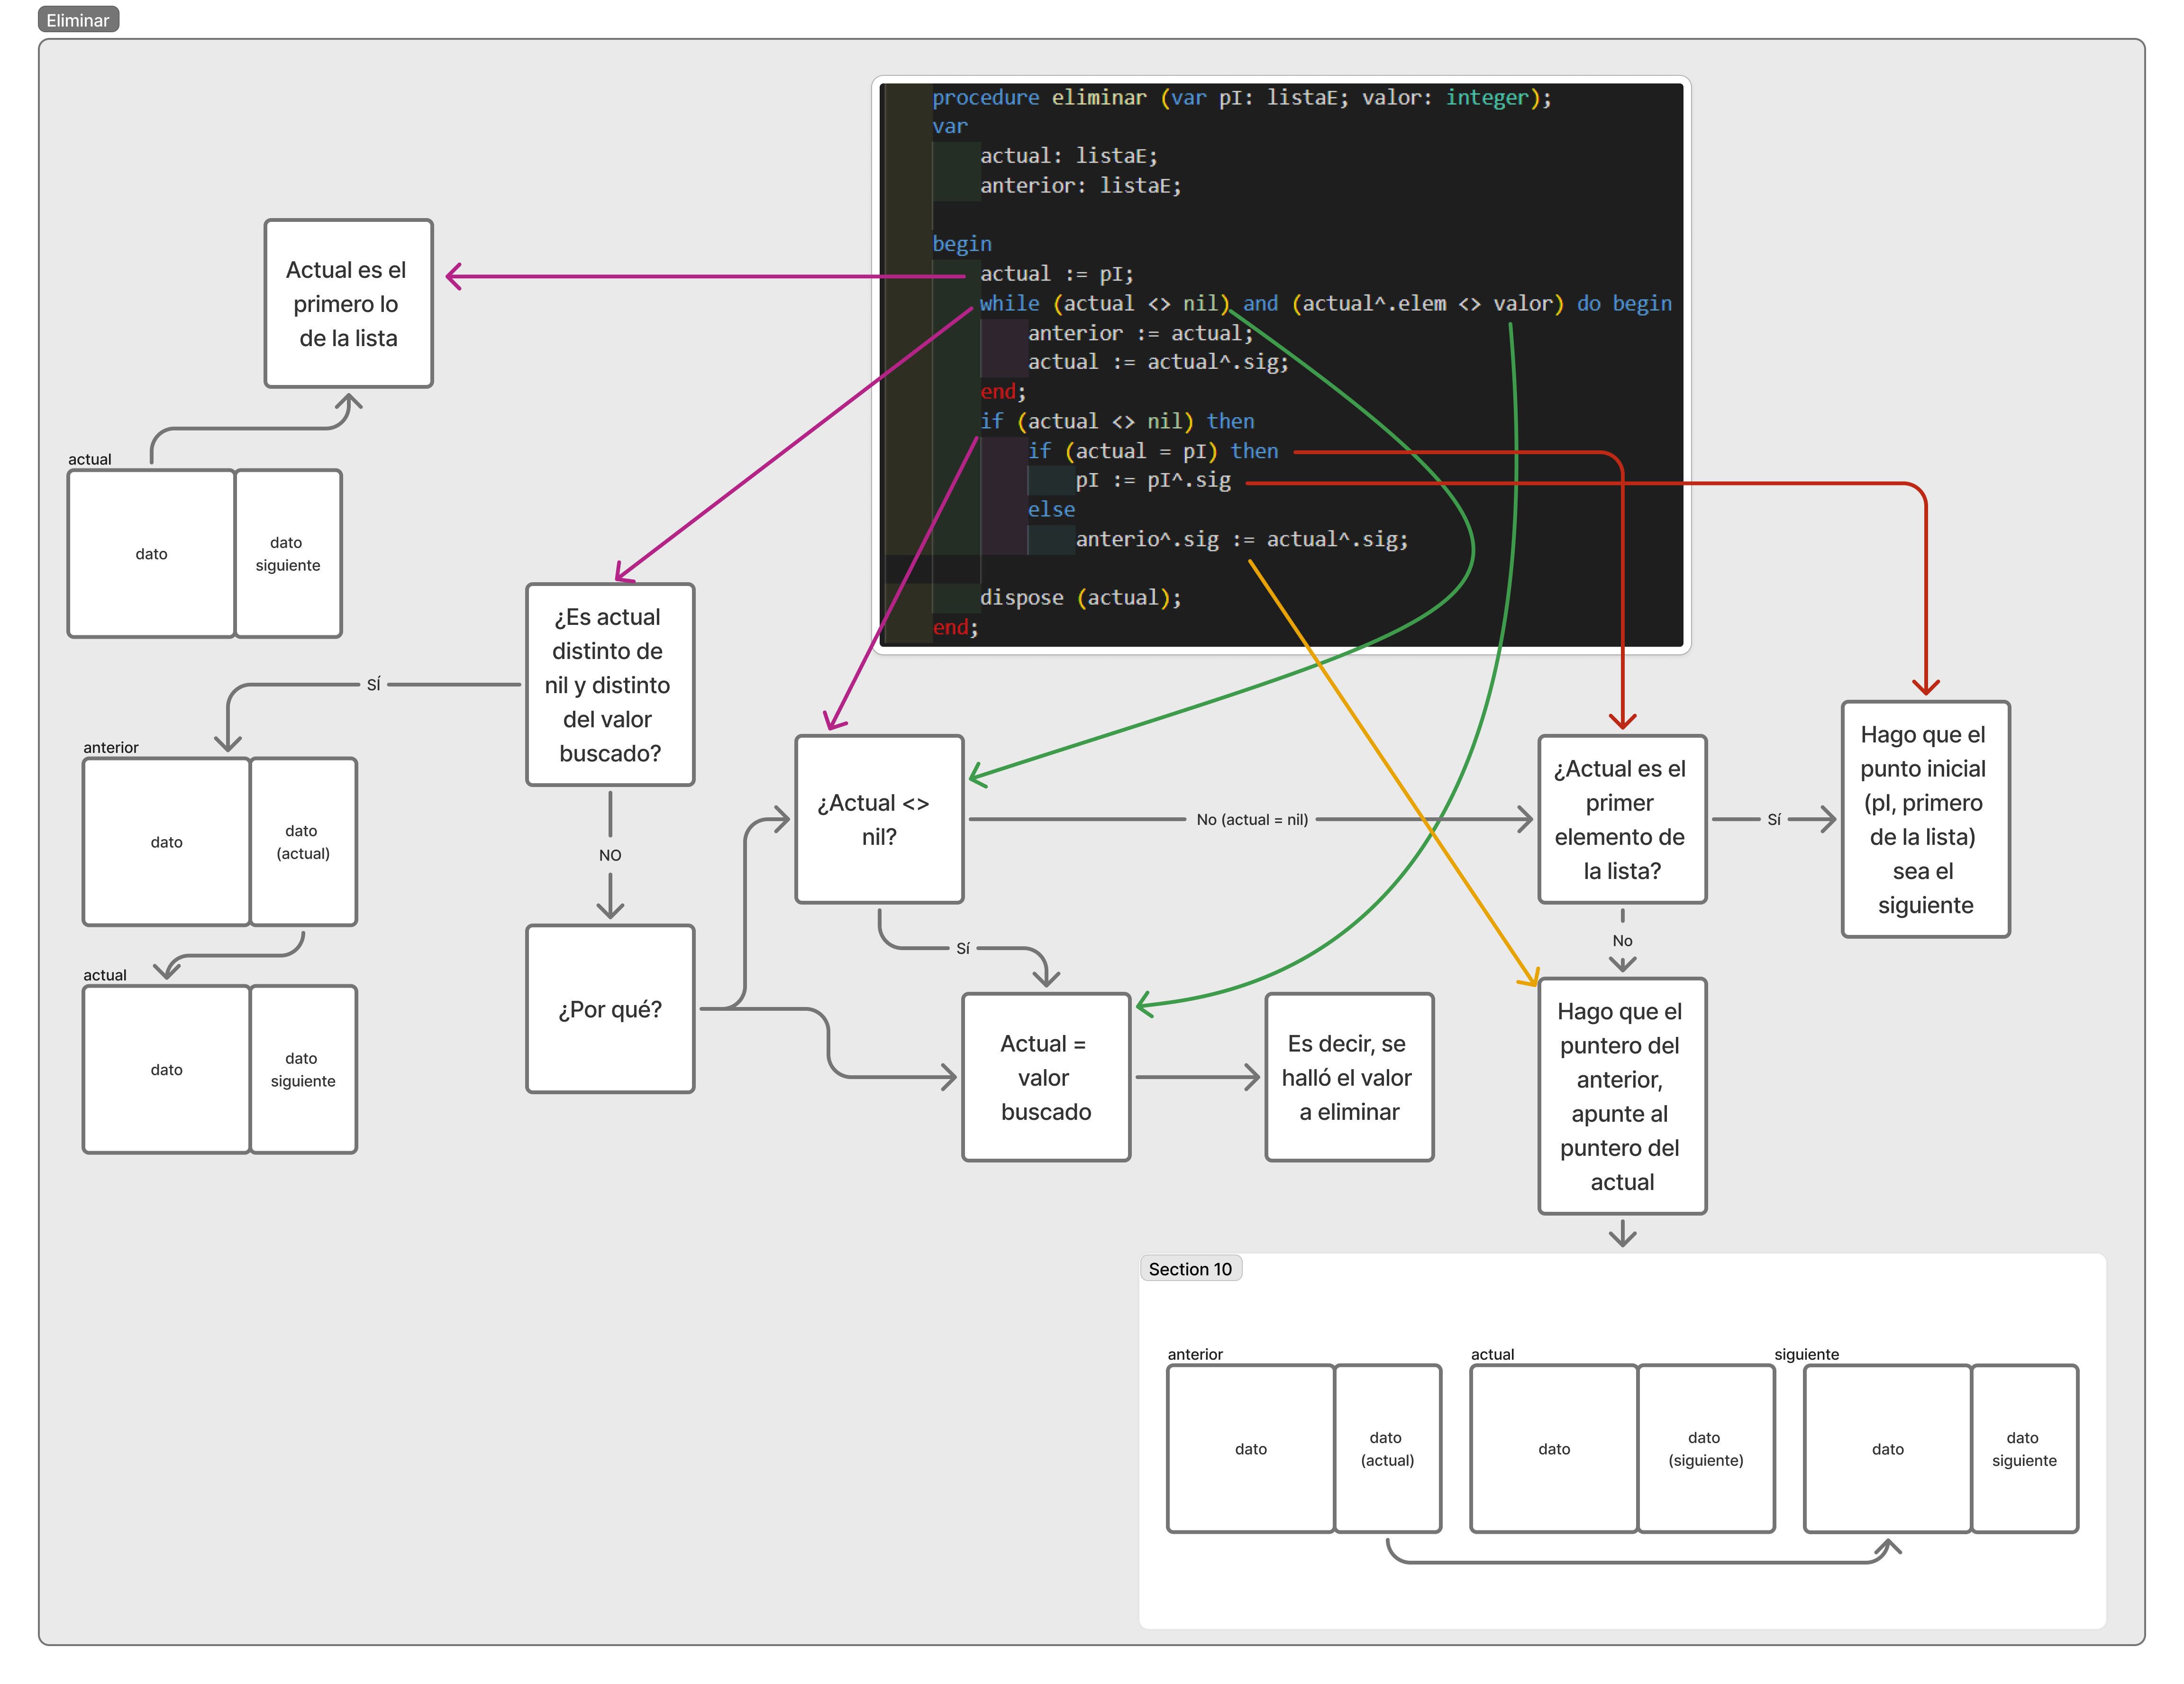 Eliminar
procedure eliminar (var pI: listaE; valor: integer);
var
actual: listaE;
anterior: listaE;
begin
actual := pI;
while (actual <> nil) and (actual^.elem <> valor) do begin
anterior := actual;
actual := actual^.sig;
end;
if (actual <> nil) then
if (actual = pI) then
pI := pI^.sig
else
anterio^.sig := actual^.sig;
dispose (actual);
end;
Actual es el
primero lo
de la lista
actual
dato
dato
siguiente
¿Es actual
distinto de
nil y distinto
del valor
buscado?
SÍ
anterior
dato
dato
(actual)
actual
dato
dato
siguiente
NO
¿Por qué?
¿Actual <>
nil?
No (actual = nil)
Sí
Actual =
valor
buscado
Es decir, se
halló el valor
a eliminar
¿Actual es el
primer
elemento de
la lista?
Sí
Hago que el
punto inicial
(pI, primero
de la lista)
sea el
siguiente
No
Hago que el
puntero del
anterior,
apunte al
puntero del
actual
Section 10
anterior
dato
dato
(actual)
actual
dato
dato
(siguiente)
siguiente
dato
dato
siguiente